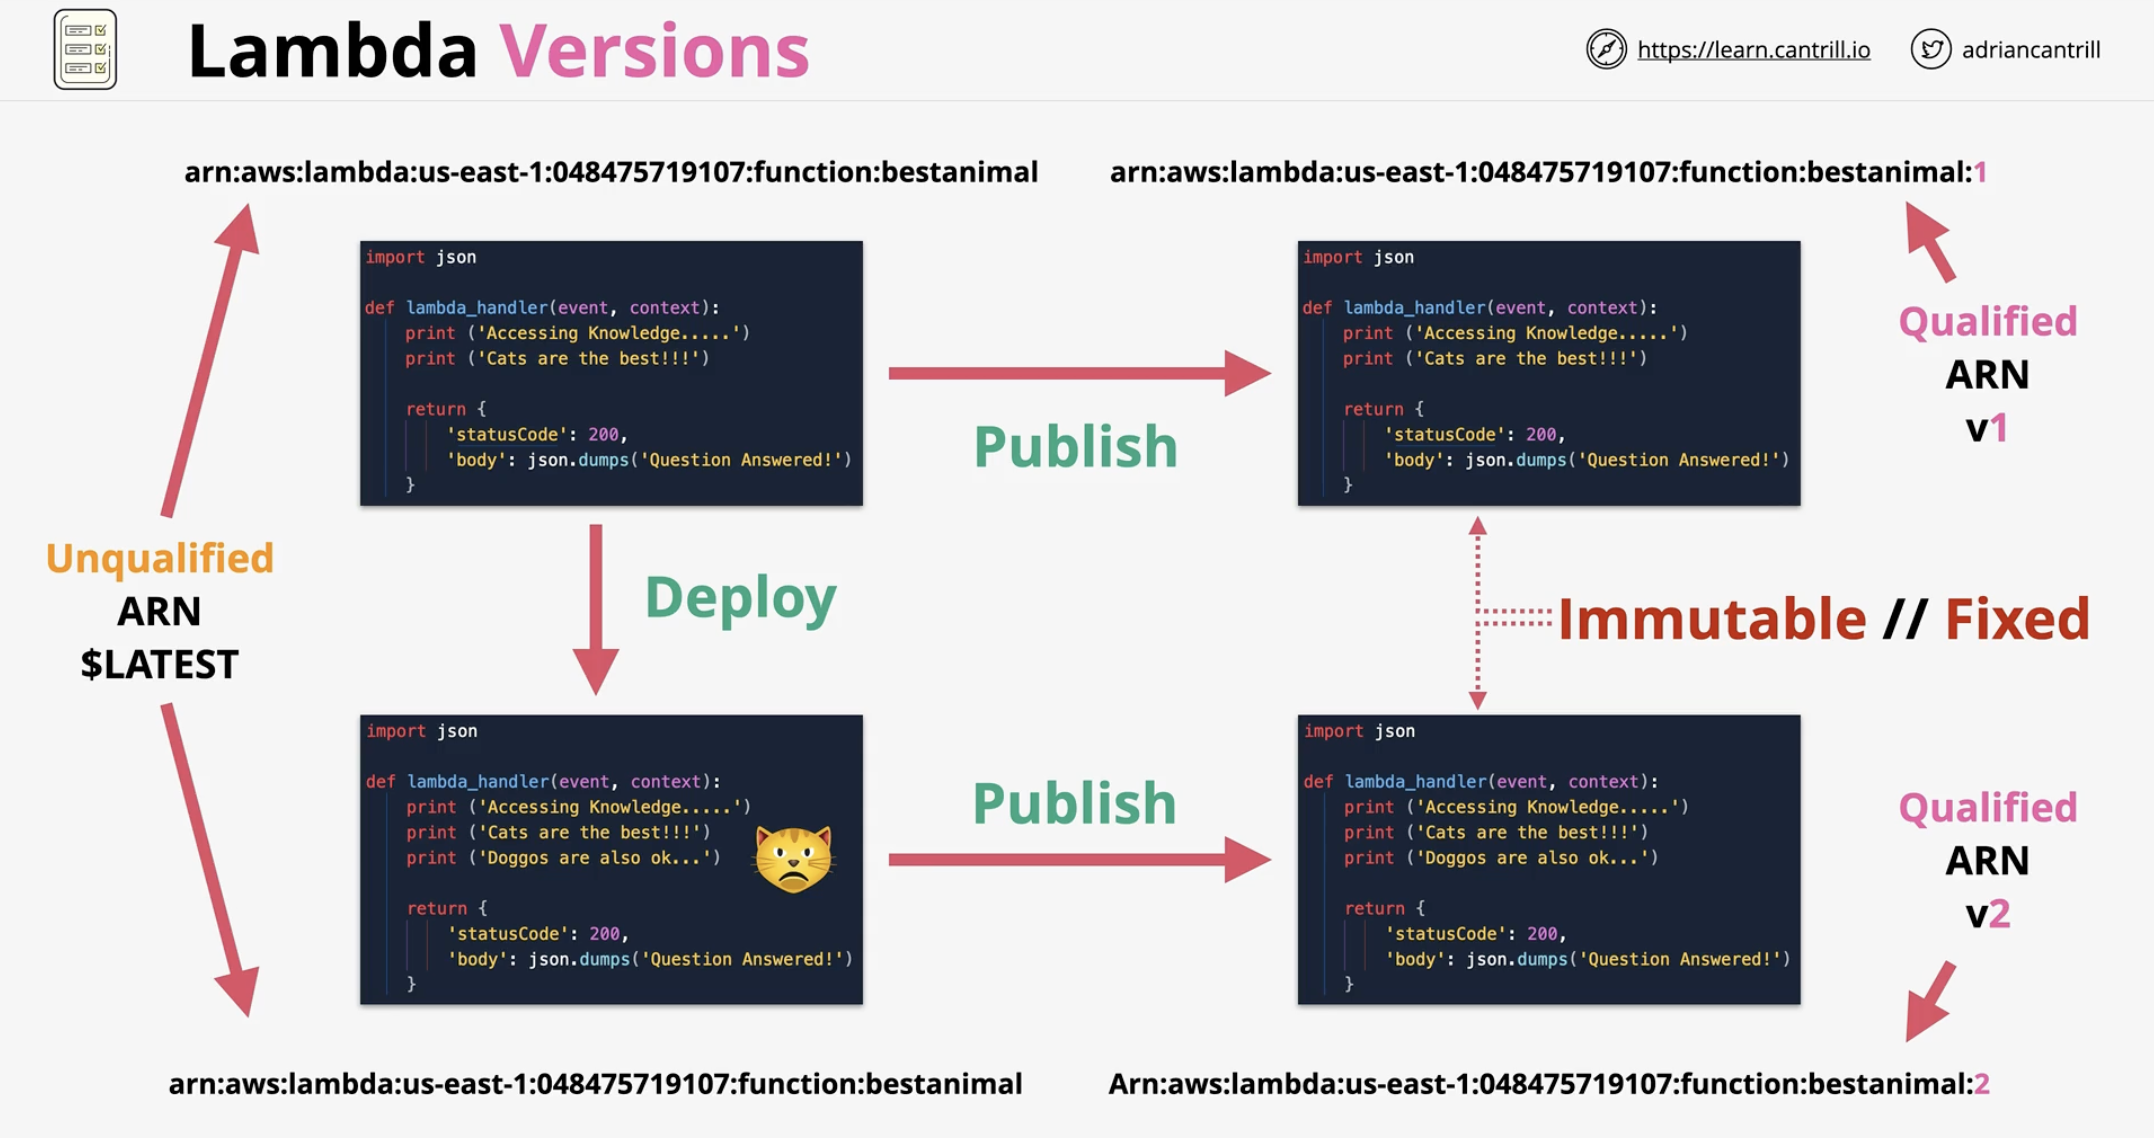 Lambda Versions
https://learn.cantrill.io
adriancantrill
arn:aws:lambda:us-east-1:048475719107:function:bestanimal
arn:aws:lambda:us-east-1:048475719107:function:bestanimal:1
import json
def lambda_handler(event, context):
print ('Accessing Knowledge.....')
print ('Cats are the best!!!')
return {
'statusCode': 200,
'body': json.dumps('Question Answered!')
}
Publish
import json
def lambda_handler(event, context):
print ('Accessing Knowledge.....')
print ('Cats are the best!!!')
return {
'statusCode': 200,
'body': json.dumps('Question Answered!')
}
Qualified
ARN
v1
Unqualified
ARN
$LATEST
Deploy
Immutable // Fixed
import json
def lambda_handler(event, context):
print ('Accessing Knowledge.....')
print ('Cats are the best!!!')
print ('Doggos are also ok...')
return {
'statusCode': 200,
'body': json.dumps('Question Answered!')
}
Publish
import json
def lambda_handler(event, context):
print ('Accessing Knowledge.....')
print ('Cats are the best!!!')
print ('Doggos are also ok...')
return {
'statusCode': 200,
'body': json.dumps('Question Answered!')
}
Qualified
ARN
v2
arn:aws:lambda:us-east-1:048475719107:function:bestanimal
Arn:aws:lambda:us-east-1:048475719107:function:bestanimal:2